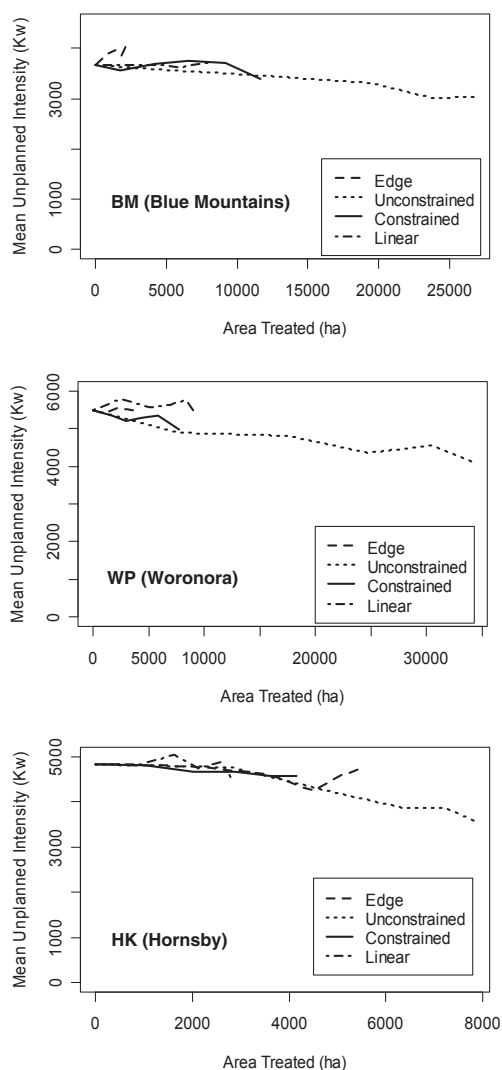 Mean Unplanned Intensity (Kw)
3000
1000
0
BM (Blue Mountains)
Edge
Unconstrained
Constrained
Linear
0 5000 10000 15000 20000 25000
Area Treated (ha)
Mean Unplanned Intensity (Kw)
6000
4000
2000
0
WP (Woronora)
Edge
Unconstrained
Constrained
Linear
0 5000 10000 20000 30000
Area Treated (ha)
Mean Unplanned Intensity (Kw)
5000
3000
1000
0
HK (Hornsby)
Edge
Unconstrained
Constrained
Linear
0 2000 4000 6000 8000
Area Treated (ha)